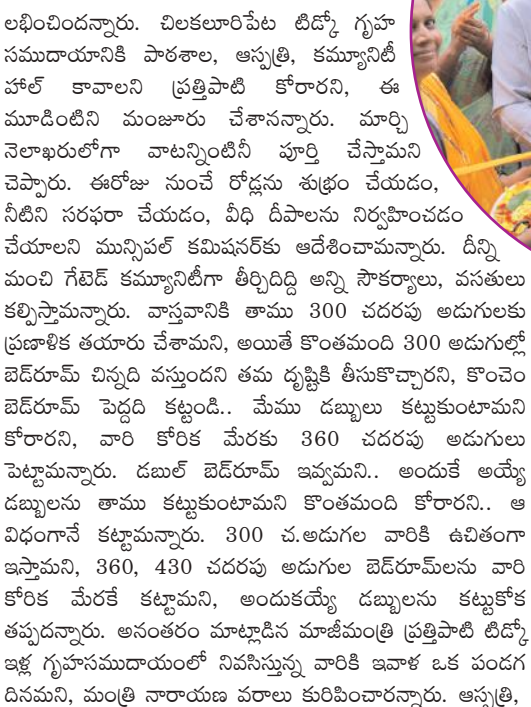 లభించిందన్నారు. చిలకలూరిపేట టిడ్కో గృహ
సముదాయానికి పాఠశాల, ఆస్పత్రి, కమ్యూనిటీ
హాల్ కావాలని ప్రత్తిపాటి కోరారని, ఈ
మూడింటిని మంజూరు చేశానన్నారు. మార్చి
నెలాఖరులోగా వాటన్నింటినీ పూర్తి చేస్తామని
చెప్పారు. ఈరోజు నుంచే రోడ్లను శుభ్రం చేయడం,
నీటిని సరఫరా చేయడం, వీధి దీపాలను నిర్వహించడం
చేయాలని మున్సిపల్ కమిషనర్‌కు ఆదేశించామన్నారు. దీన్ని
మంచి గేటెడ్ కమ్యూనిటీగా తీర్చిదిద్ది అన్ని సౌకర్యాలు, వసతులు
కల్పిస్తామన్నారు. వాస్తవానికి తాము 300 చదరపు అడుగులకు
ప్రణాళిక తయారు చేశామని, అయితే కొంతమంది 300 అడుగుల్లో
బెడ్‌రూమ్ చిన్నది వస్తుందని తమ దృష్టికి తీసుకొచ్చారని, కొంచెం
బెడ్‌రూమ్ పెద్దది కట్టండి.. మేము డబ్బులు కట్టుకుంటామని
కోరారని, వారి కోరిక మేరకు 360 చదరపు అడుగులు
పెట్టామన్నారు. డబుల్ బెడ్‌రూమ్ ఇవ్వమని.. అందుకే అయ్యే
డబ్బులను తాము కట్టుకుంటామని కొంతమంది కోరారని.. ఆ
విధంగానే కట్టామన్నారు. 300 చ.అడుగల వారికి ఉచితంగా
ఇస్తామని, 360, 430 చదరపు అడుగుల బెడ్‌రూమ్‌లను వారి
కోరిక మేరకే కట్టామని, అందుకయ్యే డబ్బులను కట్టుకోక
తప్పదన్నారు. అనంతరం మాట్లాడిన మాజీమంత్రి ప్రత్తిపాటి టిడ్కో
ఇళ్ల గృహసముదాయంలో నివసిస్తున్న వారికి ఇవాళ ఒక పండగ
దినమని, మంత్రి నారాయణ వరాలు కురిపించారన్నారు. ఆస్పత్రి,